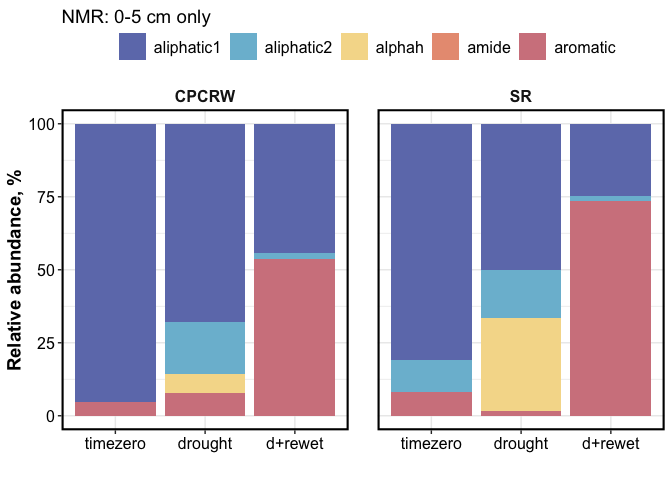 NMR: 0-5 cm only
aliphatic1 aliphatic2 alphah amide aromatic
CPCRW SR
Relative abundance, %
100
75
50
25
0
timezero drought d+rewet timezero drought d+rewet